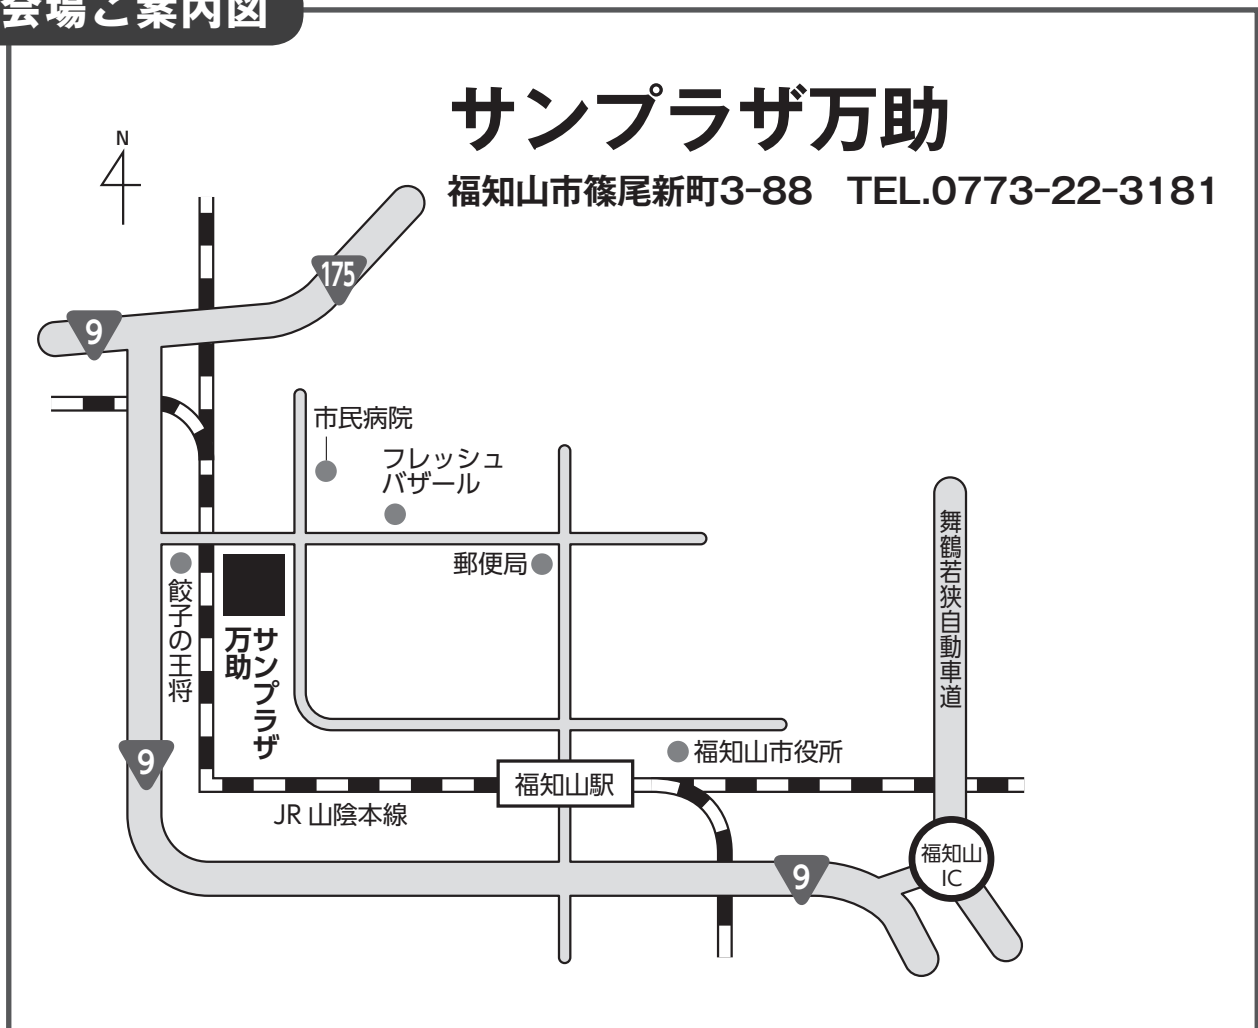 会場ご案内図
サンプラザ万助
福知山市篠尾新町3-88　TEL.0773-22-3181
N
175
9
市民病院
フレッシュ
バザール
郵便局
舞鶴若狭自動車道
餃子の王将
サンプラザ
万助
9
福知山市役所
福知山駅
JR 山陰本線
9
福知山
IC